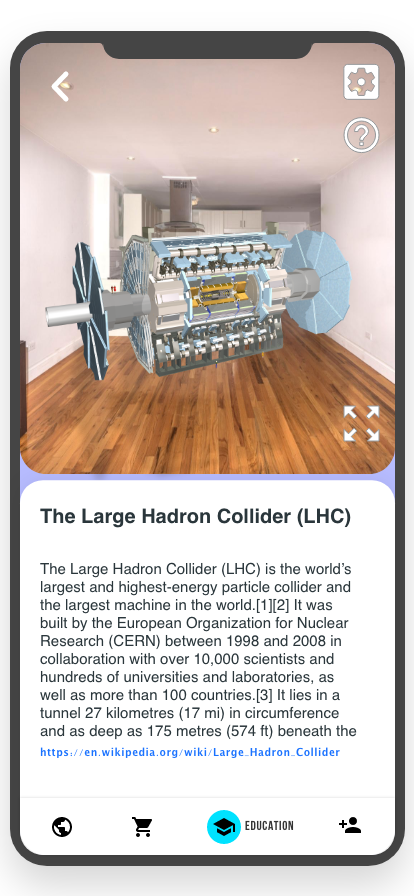 The Large Hadron Collider (LHC)
The Large Hadron Collider (LHC) is the world’s
largest and highest-energy particle collider and
the largest machine in the world.[1][2] It was
built by the European Organization for Nuclear
Research (CERN) between 1998 and 2008 in
collaboration with over 10,000 scientists and
hundreds of universities and laboratories, as
well as more than 100 countries.[3] It lies in a
tunnel 27 kilometres (17 mi) in circumference
and as deep as 175 metres (574 ft) beneath the
https://en.wikipedia.org/wiki/Large_Hadron_Collider
EDUCATION